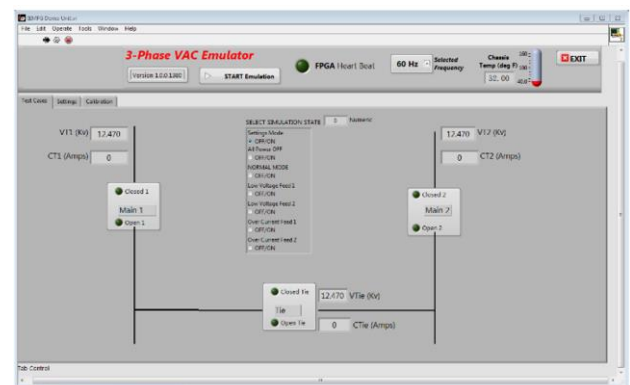 File Edit Operate Tools Window Help
3-Phase VAC Emulator
Version 1.0.0.1380
START Emulation
FPGA Heart Beat
60 Hz
Selected Frequency
Chassis
Temp (deg F)
32.00
EXIT
Test Cases Settings Calibration
VT1 (Kv) 12.470
CT1 (Amps) 0
Closed 1
Main 1
Open 1
SELECT SIMULATION STATE 0 Numeric
Settings Mode
OFF/ON
All Power OFF
OFF/ON
NORMAL MODE
OFF/ON
Low Voltage Feed 1
OFF/ON
Low Voltage Feed 2
OFF/ON
Over Current Feed 1
OFF/ON
Over Current Feed 2
OFF/ON
12.470 VT2 (Kv)
0 CT2 (Amps)
Closed 2
Main 2
Open 2
Closed Tie
Tie
Open Tie
12.470 VTie (Kv)
0 CTie (Amps)
Tab Control